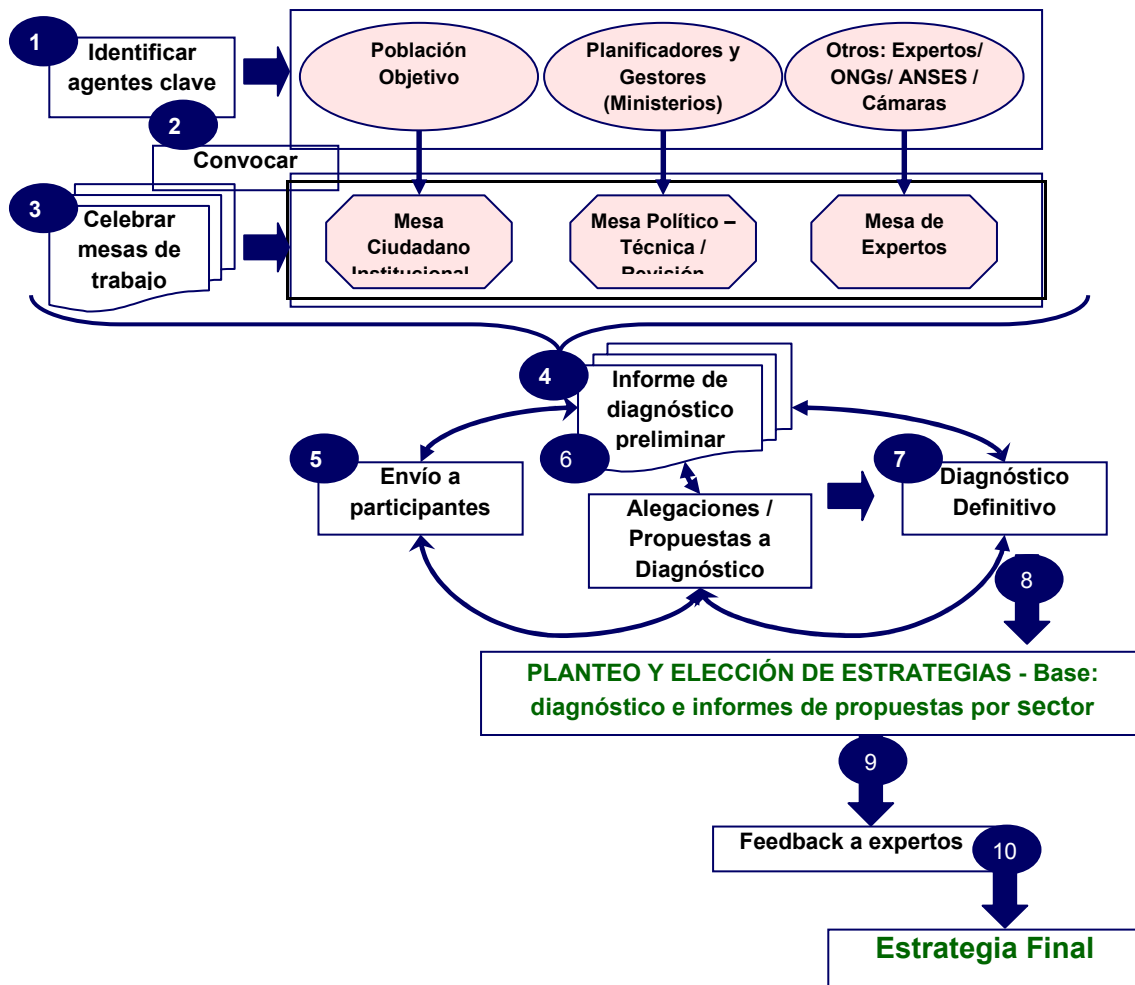 1
Identificar
agentes clave
Población
Objetivo
Planificadores y
Gestores
(Ministerios)
Otros: Expertos/
ONGs/ ANSES /
Cámaras
2
Convocar
3
Celebrar
mesas de
trabajo
Mesa
Ciudadano
Institucional
Mesa Político –
Técnica /
Revisión
Mesa de
Expertos
4
Informe de
diagnóstico
preliminar
5
Envío a
participantes
6
Alegaciones /
Propuestas a
Diagnóstico
7
Diagnóstico
Definitivo
8
PLANTEO Y ELECCIÓN DE ESTRATEGIAS - Base:
diagnóstico e informes de propuestas por sector
9
Feedback a expertos
10
Estrategia Final